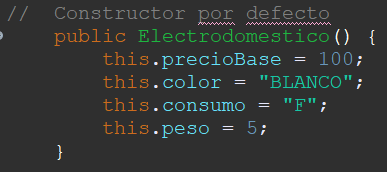 // Constructor por defecto
public Electrodomestico() {
this.precioBase = 100;
this.color = "BLANCO";
this.consumo = "F";
this.peso = 5;
}